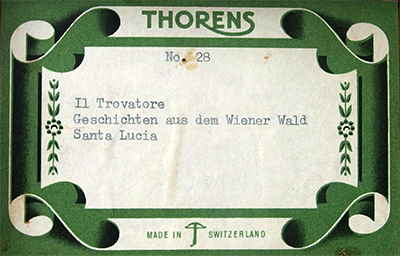 THORENS
No. 28
Il Trovatore
Geschichten aus dem Wiener Wald
Santa Lucia
MADE IN SWITZERLAND